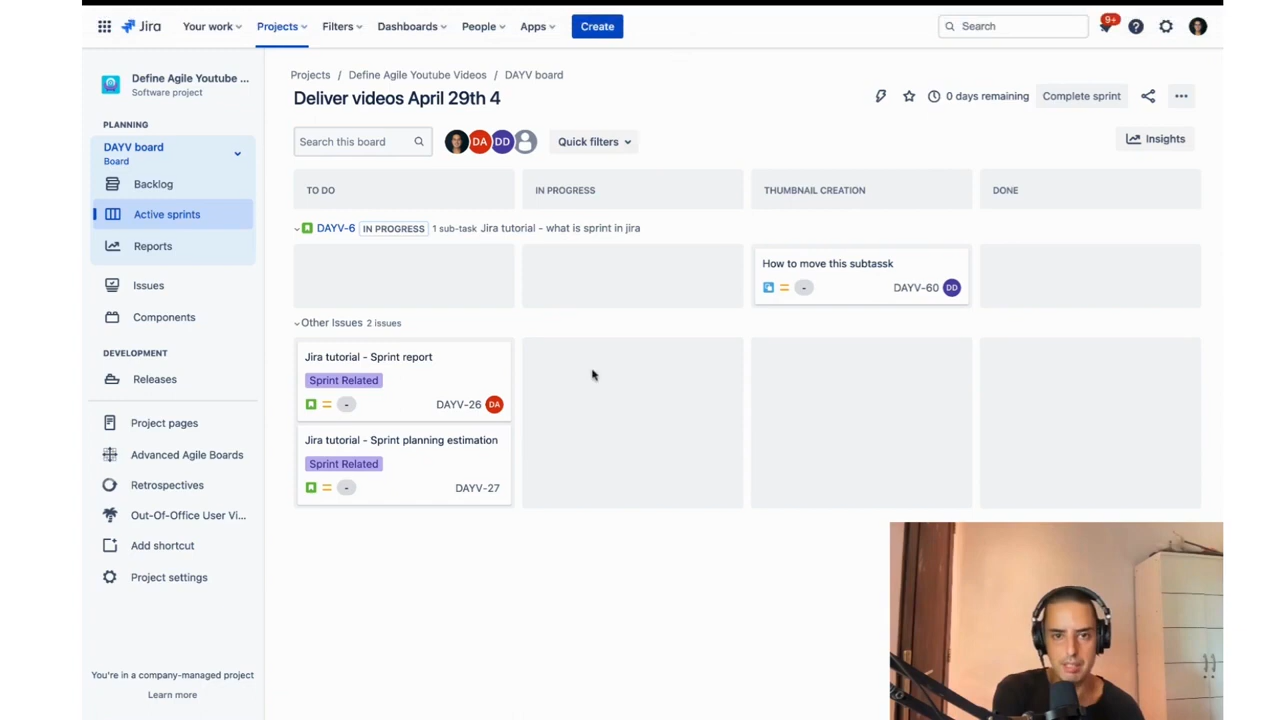 Jira
Your work
Projects
Filters
Dashboards
People
Apps
Create
Search
9+
Define Agile Youtube ...
Software project
PLANNING
DAYV board
Board
Backlog
Active sprints
Reports
Issues
Components
DEVELOPMENT
Releases
Project pages
Advanced Agile Boards
Retrospectives
Out-Of-Office User Vi...
Add shortcut
Project settings
You're in a company-managed project
Learn more
Projects / Define Agile Youtube Videos / DAYV board
Deliver videos April 29th 4
0 days remaining
Complete sprint
Search this board
DA
DD
Quick filters
Insights
TO DO
IN PROGRESS
THUMBNAIL CREATION
DONE
DAYV-6 IN PROGRESS 1 sub-task Jira tutorial - what is sprint in jira
How to move this subtassk
- DAYV-60 DD
Other Issues 2 issues
Jira tutorial - Sprint report
Sprint Related
- DAYV-26 DA
Jira tutorial - Sprint planning estimation
Sprint Related
- DAYV-27